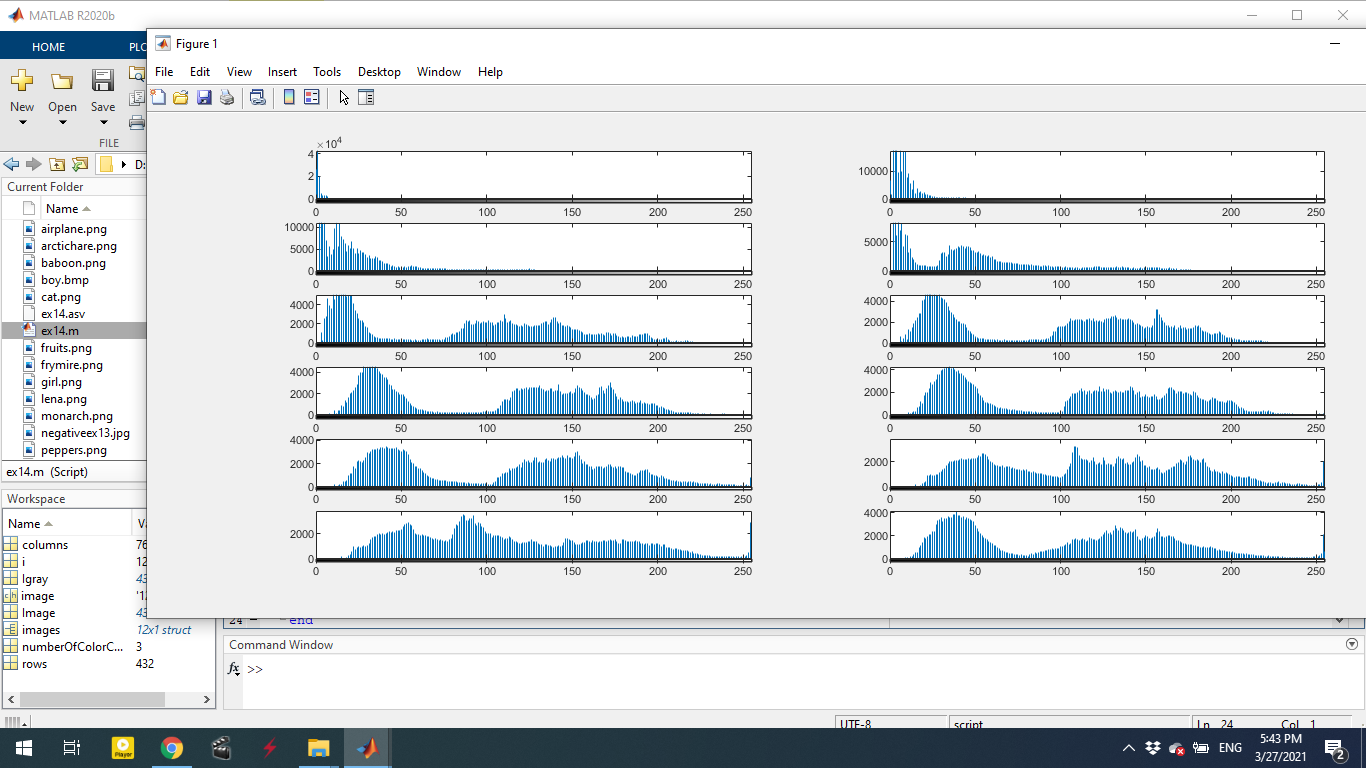 MATLAB R2020b
HOME
PLO
Figure 1
File Edit View Insert Tools Desktop Window Help
New Open Save
FILE
D:
Current Folder
Name
airplane.png
arctichare.png
baboon.png
boy.bmp
cat.png
ex14.asv
ex14.m
fruits.png
frymire.png
girl.png
lena.png
monarch.png
negativeex13.jpg
peppers.png
ex14.m (Script)
Workspace
Name
columns 76
i 12
Igray 43
image '12
Image 43
images 12x1 struct
numberOfColorC... 3
rows 432
×10^4
4
2
0
0 50 100 150 200 250
10000
0
0 50 100 150 200 250
10000
5000
0
0 50 100 150 200 250
5000
0
0 50 100 150 200 250
4000
2000
0
0 50 100 150 200 250
4000
2000
0
0 50 100 150 200 250
4000
2000
0
0 50 100 150 200 250
4000
2000
0
0 50 100 150 200 250
4000
2000
0
0 50 100 150 200 250
2000
0
0 50 100 150 200 250
2000
0
0 50 100 150 200 250
4000
2000
0
0 50 100 150 200 250
24 - end
Command Window
fx >>
UTF-8 script Ln 24 Col 1
Player
ENG
5:43 PM
3/27/2021
2